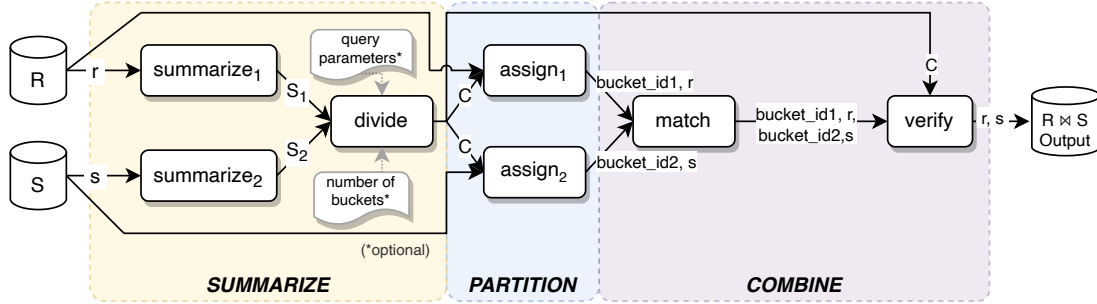 R
r
summarize₁
S₁
query
parameters*
divide
C
assign₁
bucket_id1, r
match
bucket_id1, r,
bucket_id2,s
C
verify
r, s
R ⋈ S
Output
S
s
summarize₂
S₂
number of
buckets*
C
assign₂
bucket_id2, s
(*optional)
SUMMARIZE
PARTITION
COMBINE